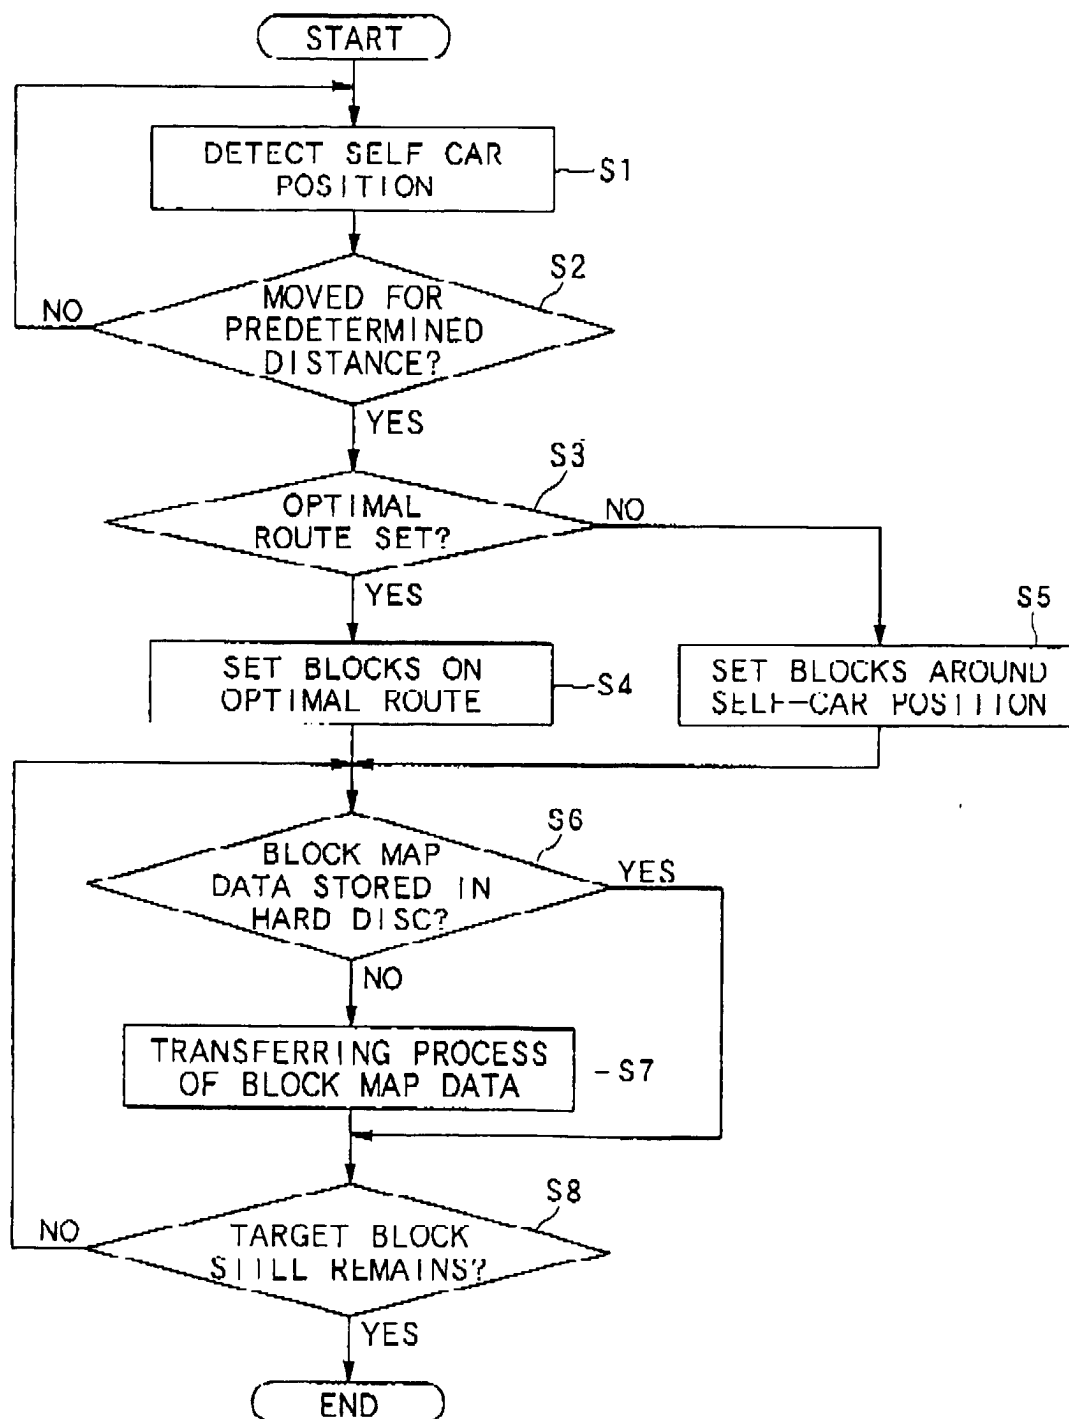 START
DETECT SELF CAR
POSITION
S1
S2
MOVED FOR
PREDETERMINED
DISTANCE?
NO
YES
S3
OPTIMAL
ROUTE SET?
NO
YES
S5
SET BLOCKS ON
OPTIMAL ROUTE
S4
SET BLOCKS AROUND
SELF-CAR POSITION
S6
BLOCK MAP
DATA STORED IN
HARD DISC?
YES
NO
TRANSFERRING PROCESS
OF BLOCK MAP DATA
S7
S8
TARGET BLOCK
STILL REMAINS?
NO
YES
END